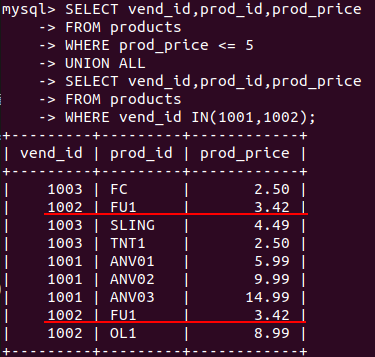 mysql> SELECT vend_id,prod_id,prod_price
    -> FROM products
    -> WHERE prod_price <= 5
    -> UNION ALL
    -> SELECT vend_id,prod_id,prod_price
    -> FROM products
    -> WHERE vend_id IN(1001,1002);
+---------+---------+------------+
| vend_id | prod_id | prod_price |
+---------+---------+------------+
|    1003 | FC      |       2.50 |
|    1002 | FU1     |       3.42 |
|    1003 | SLING   |       4.49 |
|    1003 | TNT1    |       2.50 |
|    1001 | ANV01   |       5.99 |
|    1001 | ANV02   |       9.99 |
|    1001 | ANV03   |      14.99 |
|    1002 | FU1     |       3.42 |
|    1002 | OL1     |       8.99 |
+---------+---------+------------+